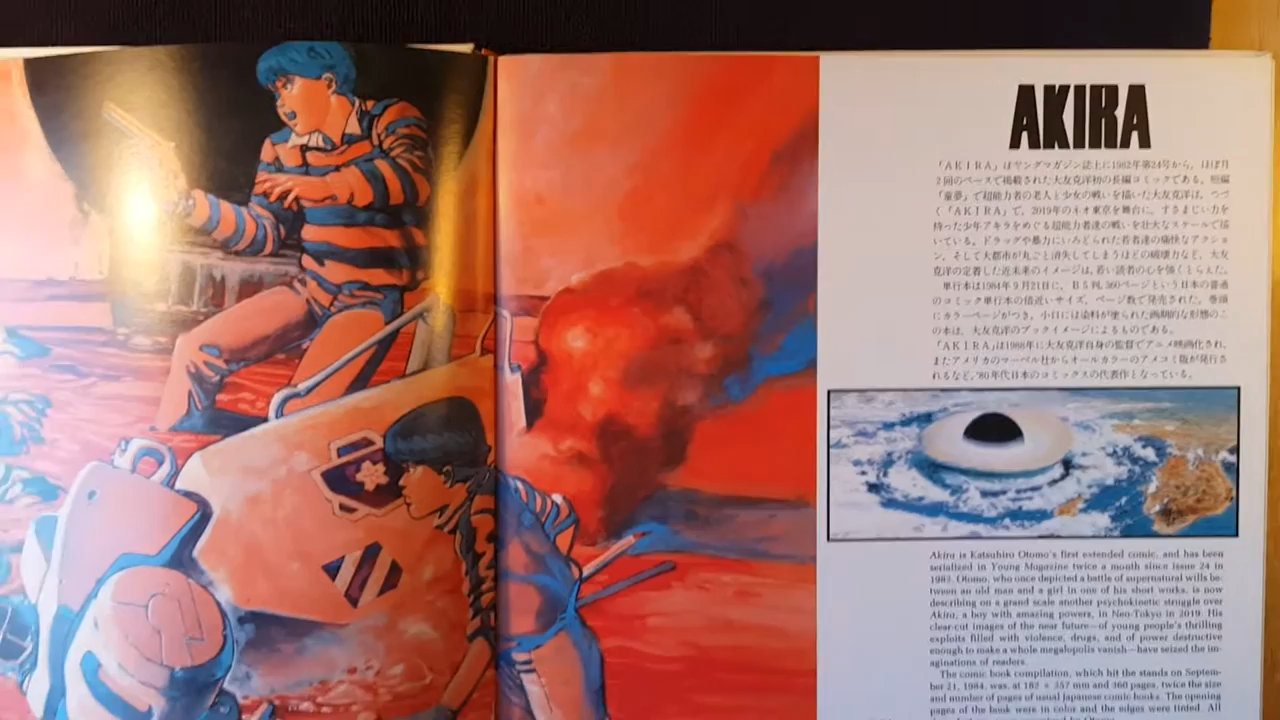 AKIRA
「AKIRA」はヤングマガジン誌上に1982年第24号から、ほぼ月
2回のペースで掲載された大友克洋初の長編コミックである。短編
「童夢」で超能力者の老人と少女の戦いを描いた大友克洋は、つづ
く「AKIRA」で、2019年のネオ東京を舞台に、すさまじい力を
持った少年アキラをめぐる超能力者達の戦いを壮大なスケールで描
いている。ドラッグや暴力にいろどられた若者達の痛快なアクショ
ン、そして大都市が丸ごと消失してしまうほどの破壊力など、大友
克洋の定着した近未来のイメージは、若い読者の心を強くとらえた。
単行本は1984年9月21日に、B5判、360ページという日本の普通
のコミック単行本の倍近いサイズ、ページ数で発売された。巻頭
にカラーページがつき、小口には染料が塗られた画期的な形態のこ
の本は、大友克洋のブックイメージによるものである。
「AKIRA」は1988年に大友克洋自身の監督でアニメ映画化され、
またアメリカのマーベル社からオールカラーのアメコミ版が発行さ
れるなど、'80年代日本のコミックスの代表作となっている。
Akira is Katsuhiro Otomo's first extended comic, and has been
serialized in Young Magazine twice a month since issue 24 in
1982. Otomo, who once depicted a battle of supernatural wills be-
tween an old man and a girl in one of his short works, is now
describing on a grand scale another psychokinetic struggle over
Akira, a boy with amazing powers, in Neo-Tokyo in 2019. His
clear-cut images of the near future—of young people's thrilling
exploits filled with violence, drugs, and of power destructive
enough to make a whole megalopolis vanish—have seized the im-
aginations of readers.
The comic book compilation, which hit the stands on Septem-
ber 21, 1984, was, at 182 × 257 mm and 360 pages, twice the size
and number of pages of usual Japanese comic books. The opening
pages of the book were in color and the edges were tinted. All